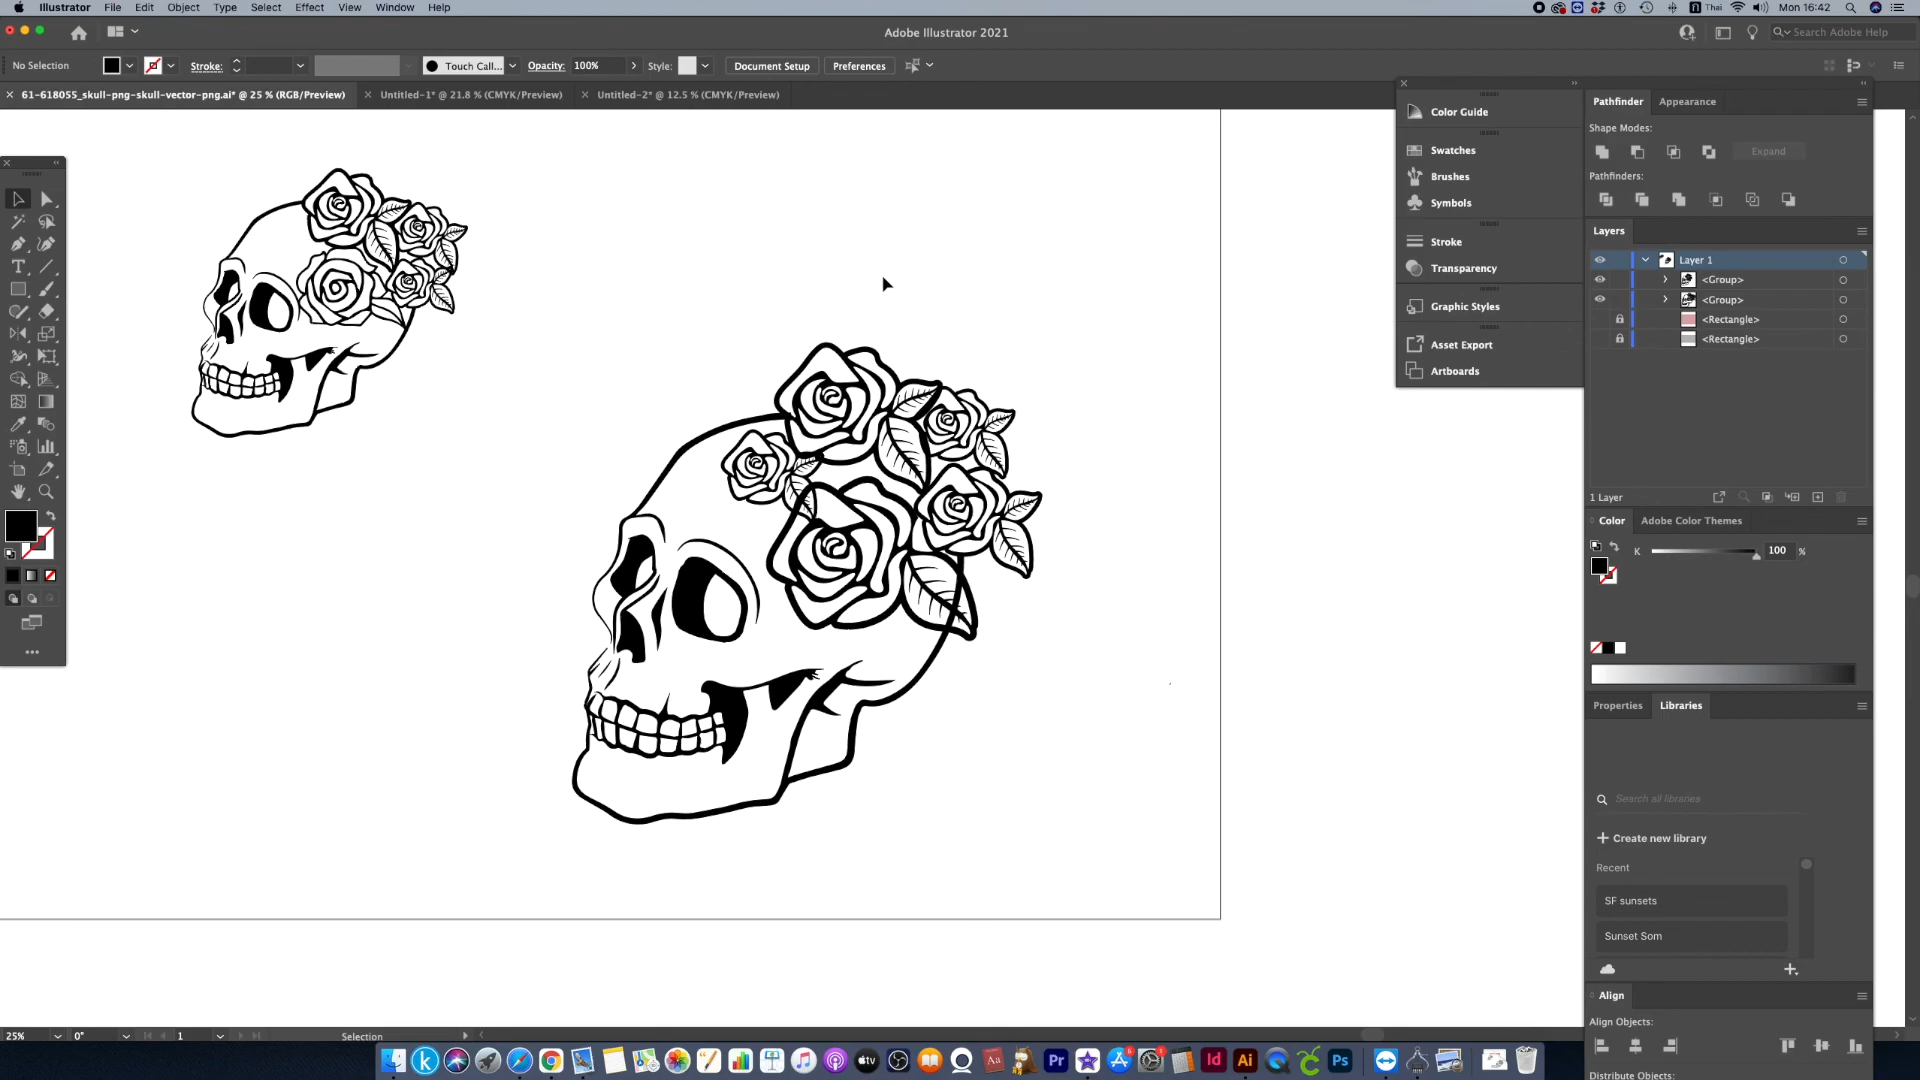 Illustrator File Edit Object Type Select Effect View Window Help
Thai Mon 16:42
Adobe Illustrator 2021
Search Adobe Help
No Selection Stroke: Touch Call... Opacity: 100% Style: Document Setup Preferences
61-618055_skull-png-skull-vector-png.ai* @ 25 % (RGB/Preview) Untitled-1* @ 21.8 % (CMYK/Preview) Untitled-2* @ 12.5 % (CMYK/Preview)
Color Guide
Swatches
Brushes
Symbols
Stroke
Transparency
Graphic Styles
Asset Export
Artboards
Pathfinder Appearance
Shape Modes:
Expand
Pathfinders:
Layers
Layer 1
<Group>
<Group>
<Rectangle>
<Rectangle>
1 Layer
Color Adobe Color Themes
K 100 %
Properties Libraries
Search all libraries
Create new library
Recent
SF sunsets
Sunset Som
Align
Align Objects:
Distribute Objects:
25% 0° 1 Selection
Aa Pr Id Ai Ps